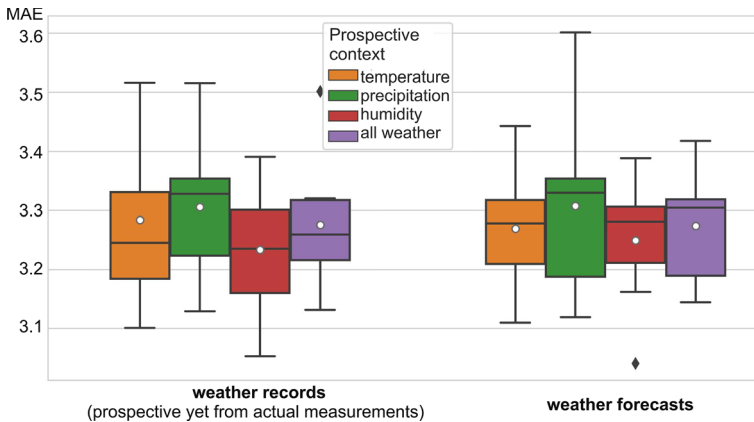 MAE
3.6
3.5
3.4
3.3
3.2
3.1
Prospective
context
temperature
precipitation
humidity
all weather
weather records
(prospective yet from actual measurements)
weather forecasts